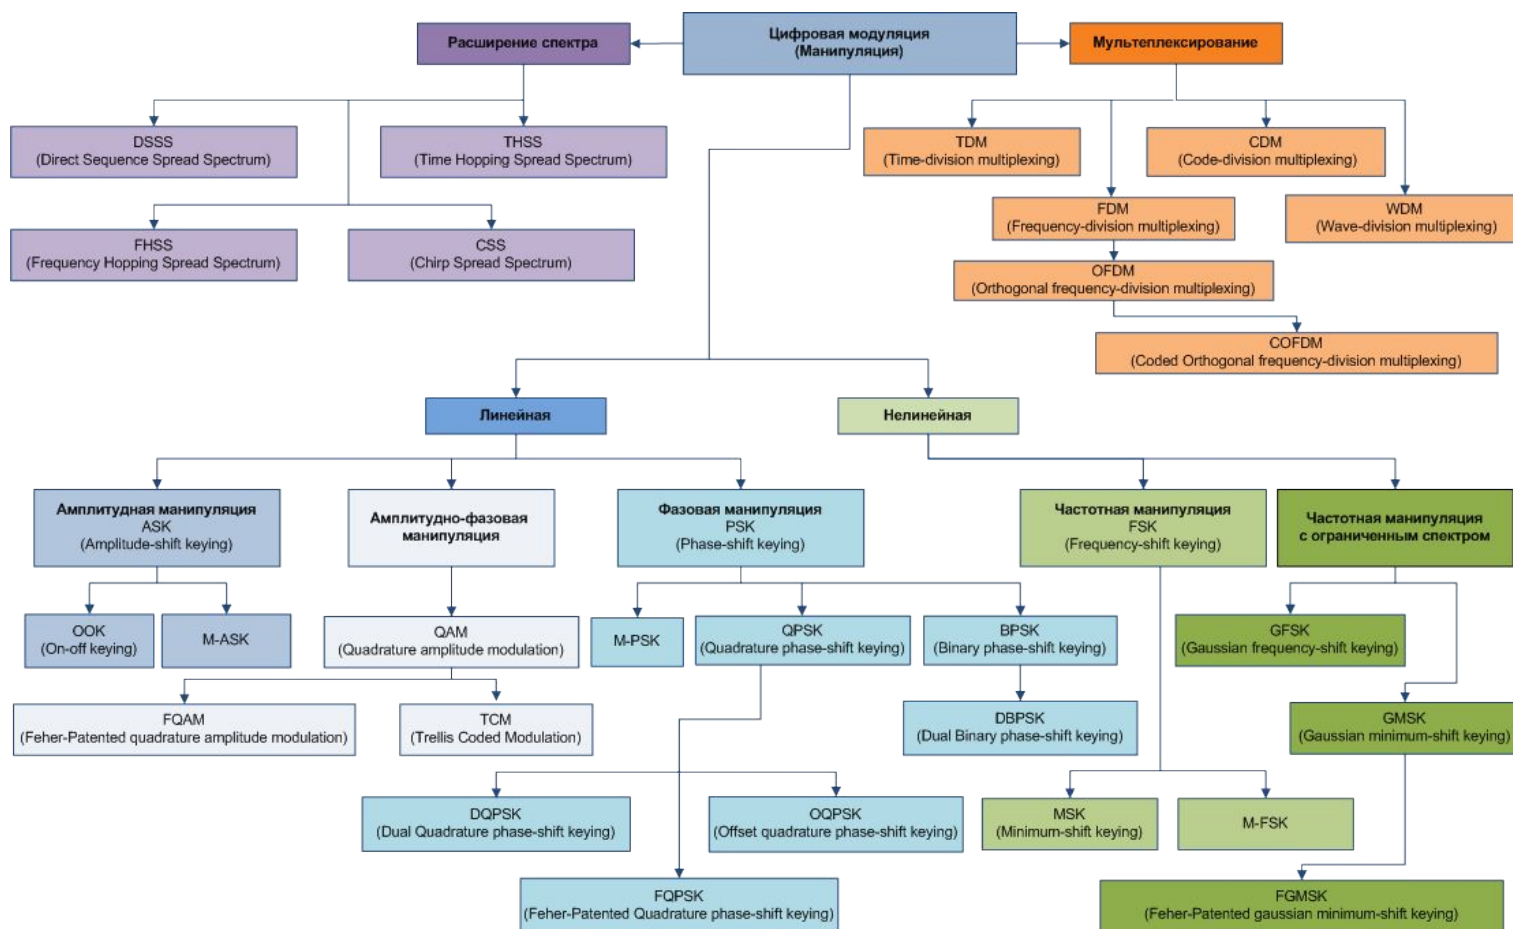 Расширение спектра
Цифровая модуляция
(Манипуляция)
Мультеплексирование
DSSS
(Direct Sequence Spread Spectrum)
THSS
(Time Hopping Spread Spectrum)
TDM
(Time-division multiplexing)
CDM
(Code-division multiplexing)
FHSS
(Frequency Hopping Spread Spectrum)
CSS
(Chirp Spread Spectrum)
FDM
(Frequency-division multiplexing)
WDM
(Wave-division multiplexing)
OFDM
(Orthogonal frequency-division multiplexing)
COFDM
(Coded Orthogonal frequency-division multiplexing)
Линейная
Нелинейная
Амплитудная манипуляция
ASK
(Amplitude-shift keying)
Амплитудно-фазовая
манипуляция
Фазовая манипуляция
PSK
(Phase-shift keying)
Частотная манипуляция
FSK
(Frequency-shift keying)
Частотная манипуляция
с ограниченным спектром
OOK
(On-off keying)
M-ASK
QAM
(Quadrature amplitude modulation)
M-PSK
QPSK
(Quadrature phase-shift keying)
BPSK
(Binary phase-shift keying)
GFSK
(Gaussian frequency-shift keying)
FQAM
(Feher-Patented quadrature amplitude modulation)
TCM
(Trellis Coded Modulation)
DBPSK
(Dual Binary phase-shift keying)
GMSK
(Gaussian minimum-shift keying)
DQPSK
(Dual Quadrature phase-shift keying)
OQPSK
(Offset quadrature phase-shift keying)
MSK
(Minimum-shift keying)
M-FSK
FQPSK
(Feher-Patented Quadrature phase-shift keying)
FGMSK
(Feher-Patented gaussian minimum-shift keying)